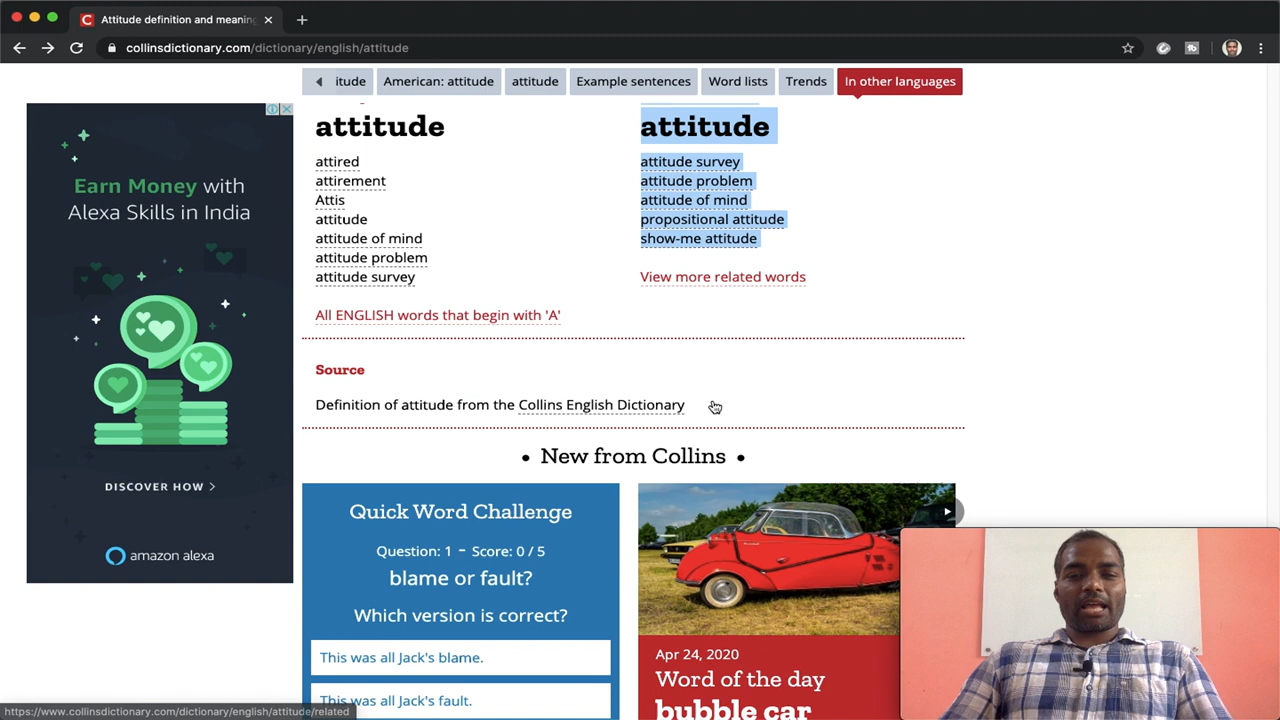 Attitude definition and meaning
collinsdictionary.com/dictionary/english/attitude
itude
American: attitude
attitude
Example sentences
Word lists
Trends
In other languages
Earn Money with
Alexa Skills in India
DISCOVER HOW >
amazon alexa
attitude
attired
attirement
Attis
attitude
attitude of mind
attitude problem
attitude survey
All ENGLISH words that begin with 'A'
attitude
attitude survey
attitude problem
attitude of mind
propositional attitude
show-me attitude
View more related words
Source
Definition of attitude from the Collins English Dictionary
• New from Collins •
Quick Word Challenge
Question: 1 - Score: 0 / 5
blame or fault?
Which version is correct?
This was all Jack's blame.
This was all Jack's fault.
Apr 24, 2020
Word of the day
bubble car
https://www.collinsdictionary.com/dictionary/english/attitude/related